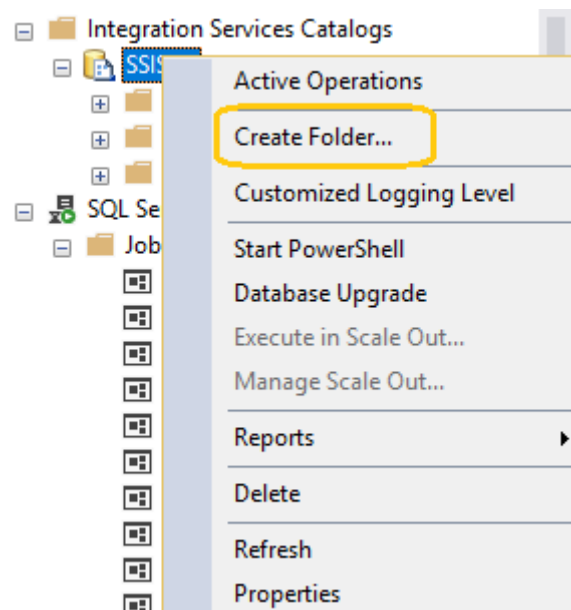 Integration Services Catalogs
SSIS
Active Operations
Create Folder...
Customized Logging Level
SQL Se
Job
Start PowerShell
Database Upgrade
Execute in Scale Out...
Manage Scale Out...
Reports
Delete
Refresh
Properties